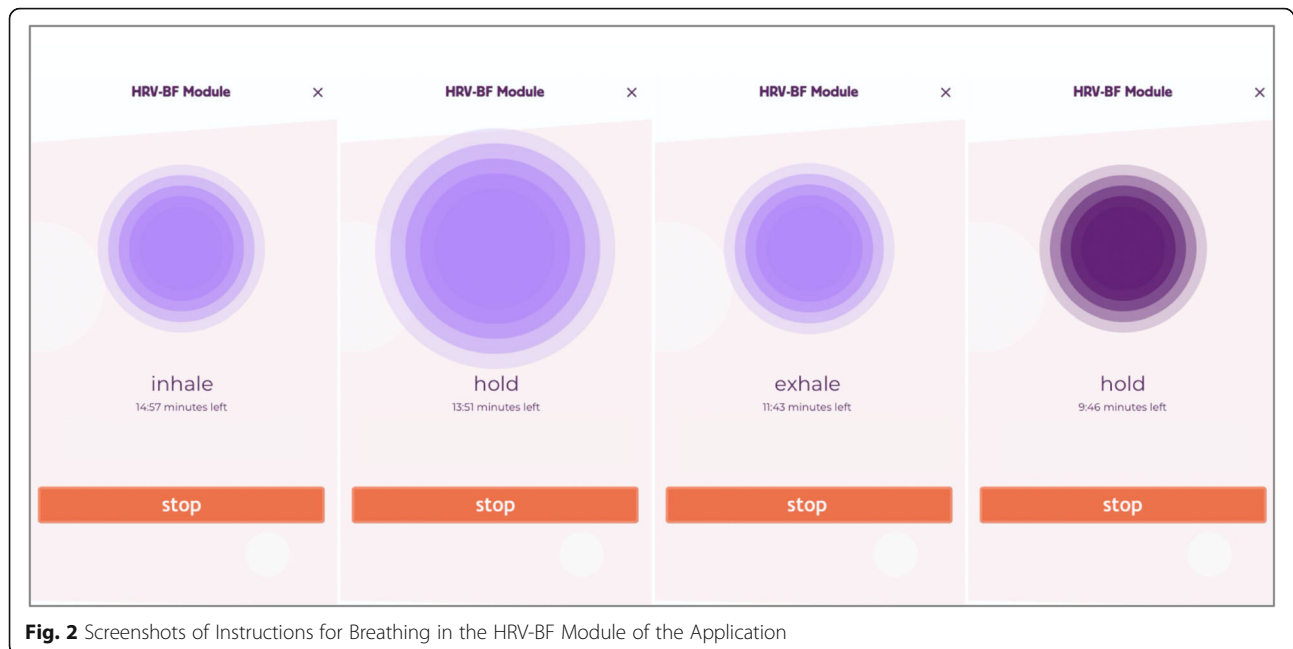 HRV-BF Module ×
inhale
14:57 minutes left
stop
HRV-BF Module ×
hold
13:51 minutes left
stop
HRV-BF Module ×
exhale
11:43 minutes left
stop
HRV-BF Module ×
hold
9:46 minutes left
stop
Fig. 2 Screenshots of Instructions for Breathing in the HRV-BF Module of the Application